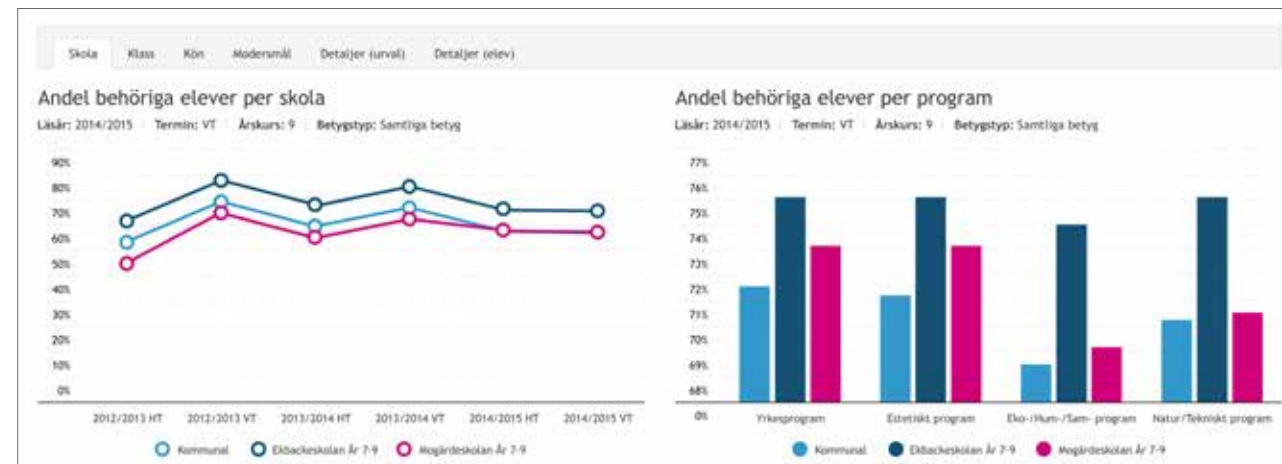 Skola Klass Kön Modersmål Detaljer (urval) Detaljer (elev)
Andel behöriga elever per skola
Läsår: 2014/2015 Termin: VT Årskurs: 9 Betygstyp: Samtliga betyg
90%
80%
70%
60%
50%
40%
30%
20%
10%
0%
2012/2013 HT 2012/2013 VT 2013/2014 HT 2013/2014 VT 2014/2015 HT 2014/2015 VT
Kommunal Ekbackeskolan År 7-9 Mogärdeskolan År 7-9
Andel behöriga elever per program
Läsår: 2014/2015 Termin: VT Årskurs: 9 Betygstyp: Samtliga betyg
77%
76%
75%
74%
73%
72%
71%
70%
69%
68%
0%
Yrkesprogram Estetiskt program Eko-/Hum-/Sam- program Natur/Tekniskt program
Kommunal Ekbackeskolan År 7-9 Mogärdeskolan År 7-9